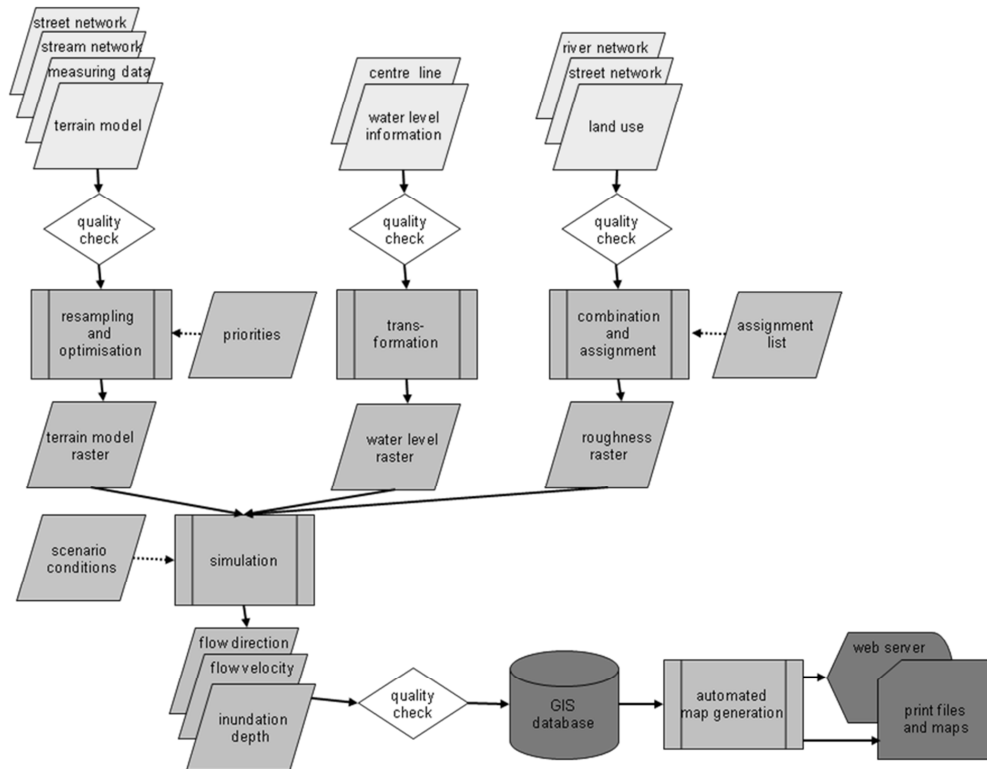 street network
stream network
measuring data
terrain model
centre line
water level
information
river network
street network
land use
quality
check
quality
check
quality
check
resampling
and
optimisation
priorities
trans-
formation
combination
and
assignment
assignment
list
terrain model
raster
water level
raster
roughness
raster
scenario
conditions
simulation
flow direction
flow velocity
inundation
depth
quality
check
GIS
database
automated
map generation
web server
print files
and maps